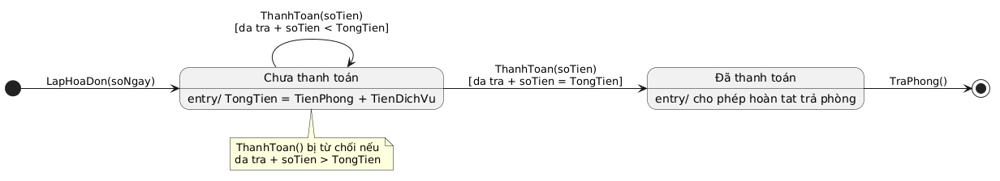 ThanhToan(soTien)
[da tra + soTien < TongTien]
LapHoaDon(soNgay)
Chưa thanh toán
entry/ TongTien = TienPhong + TienDichVu
ThanhToan(soTien)
[da tra + soTien = TongTien]
Đã thanh toán
entry/ cho phép hoàn tat trả phòng
TraPhong()
ThanhToan() bị từ chối nếu
da tra + soTien > TongTien